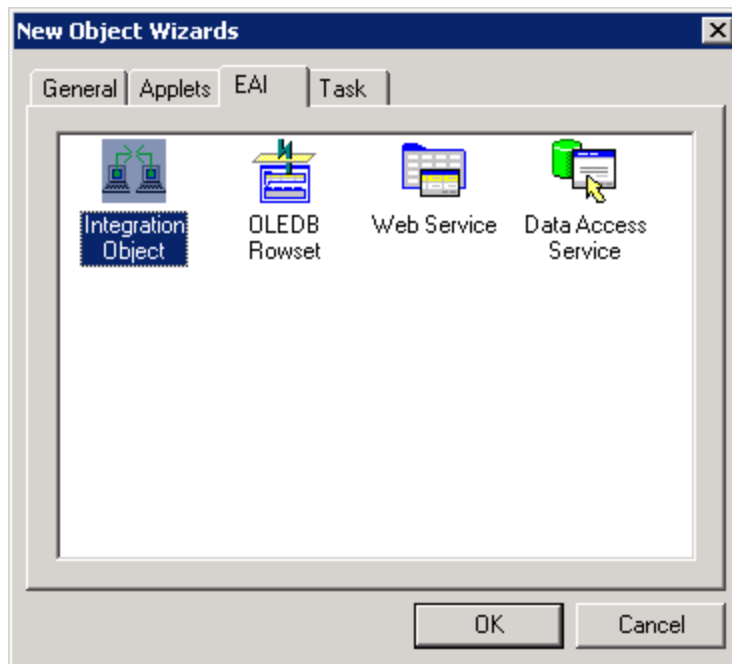 New Object Wizards
General Applets EAI Task
Integration Object
OLEDB Rowset
Web Service
Data Access Service
OK Cancel